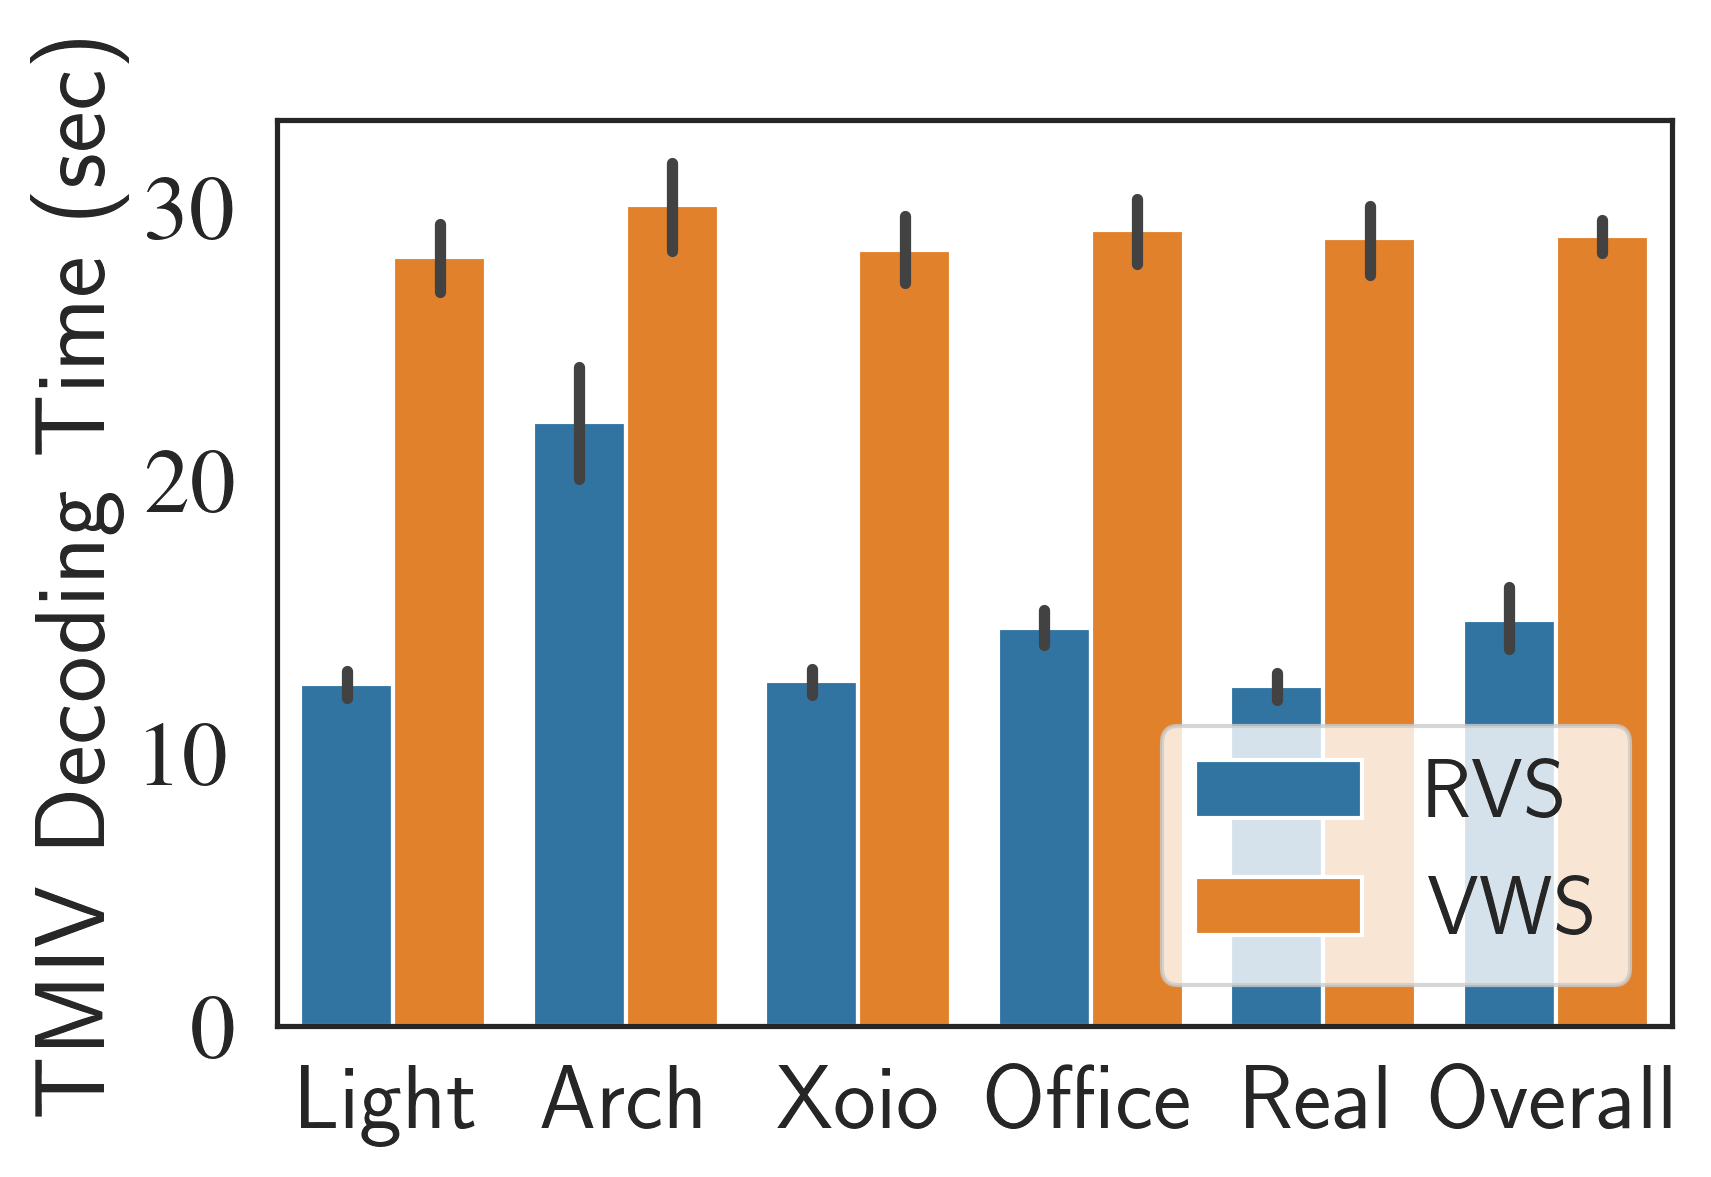 TMIV Decoding Time (sec)
30
20
10
0
RVS
VWS
Light Arch Xoio Office Real Overall